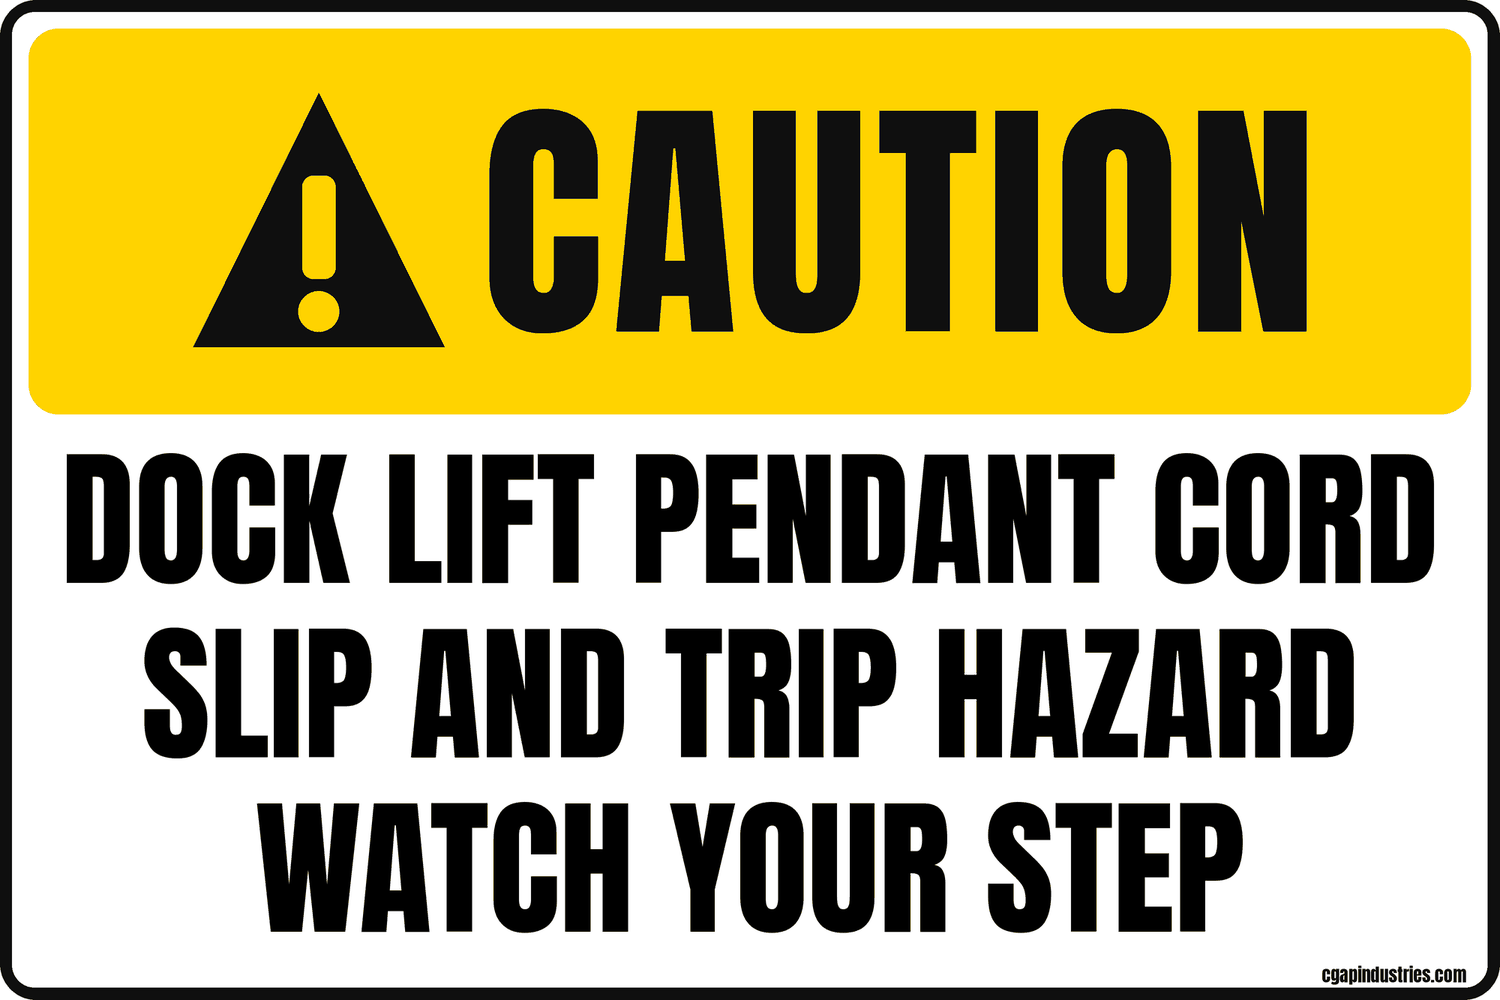 CAUTION
DOCK LIFT PENDANT CORD
SLIP AND TRIP HAZARD
WATCH YOUR STEP
cgapindustries.com